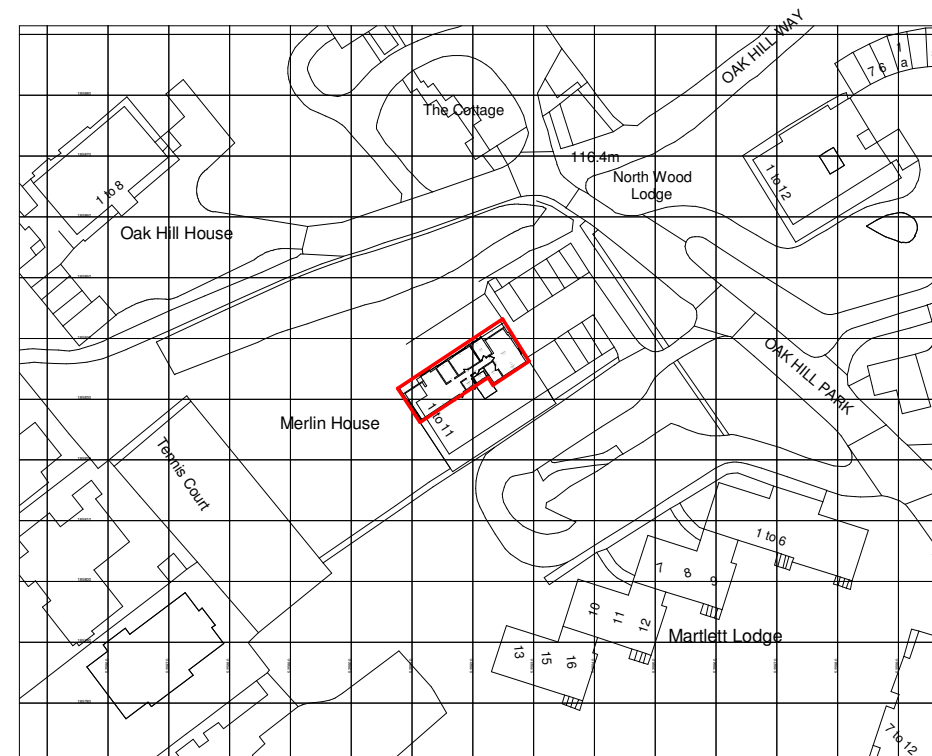 OAK HILL WAY
1
a
7 6
The Cottage
116.4m
North Wood
Lodge
1 to 12
1 to 8
Oak Hill House
OAK HILL PARK
Merlin House
1 to 11
Tennis Court
1 to 6
7
8
9
10
11
12
Martlett Lodge
13
15
16
7 to 12